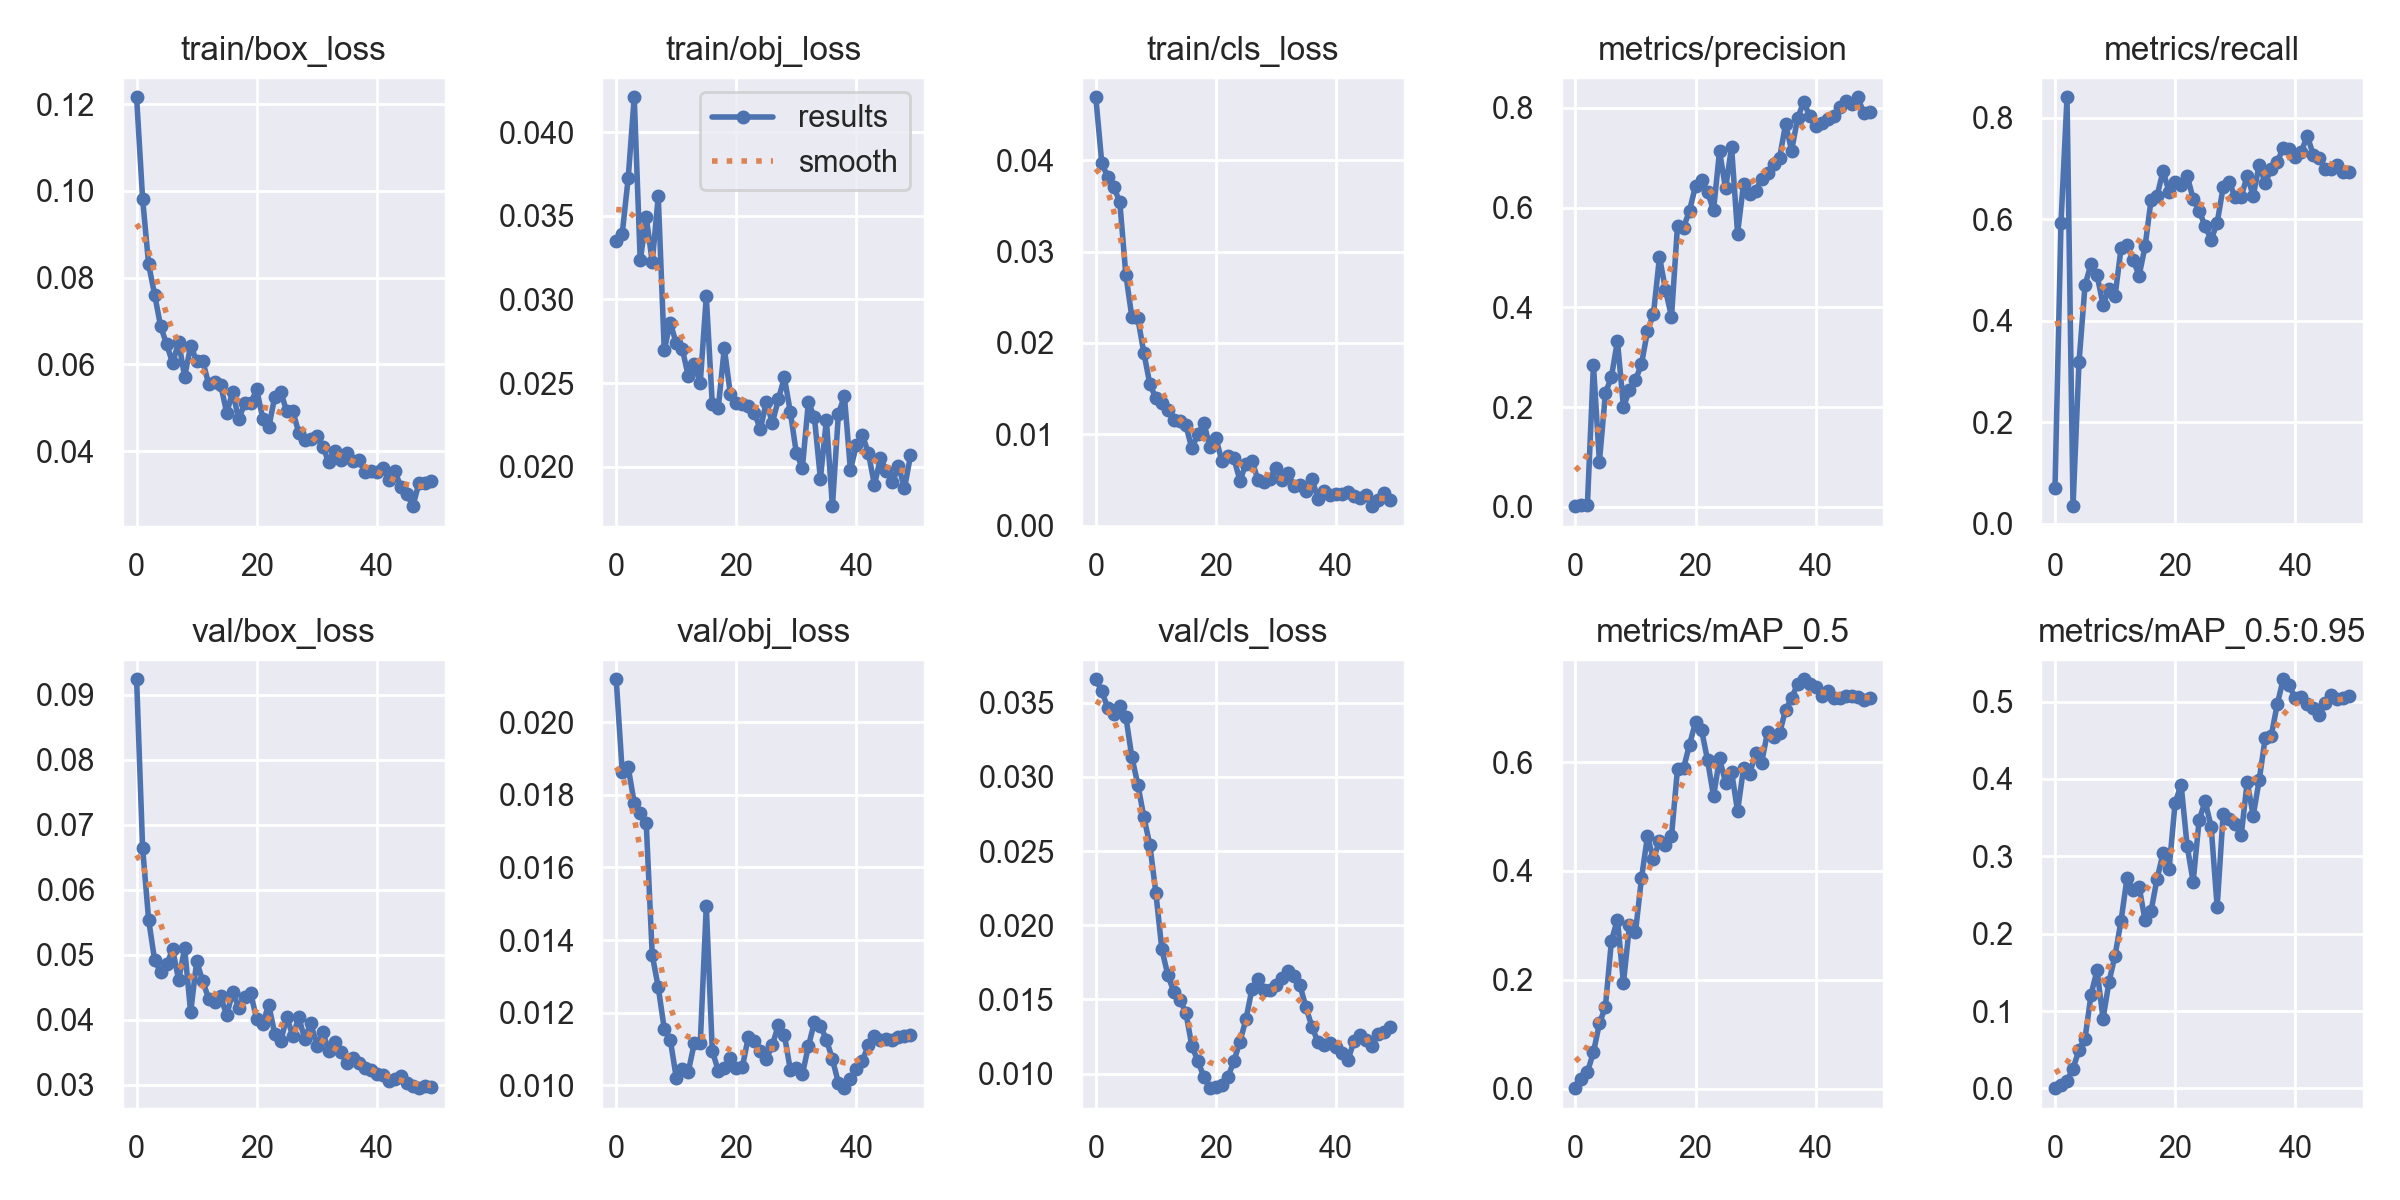 train/box_loss
0.12
0.10
0.08
0.06
0.04
0 20 40
train/obj_loss
results
smooth
0.040
0.035
0.030
0.025
0.020
0 20 40
train/cls_loss
0.04
0.03
0.02
0.01
0.00
0 20 40
metrics/precision
0.8
0.6
0.4
0.2
0.0
0 20 40
metrics/recall
0.8
0.6
0.4
0.2
0.0
0 20 40
val/box_loss
0.09
0.08
0.07
0.06
0.05
0.04
0.03
0 20 40
val/obj_loss
0.020
0.018
0.016
0.014
0.012
0.010
0 20 40
val/cls_loss
0.035
0.030
0.025
0.020
0.015
0.010
0 20 40
metrics/mAP_0.5
0.6
0.4
0.2
0.0
0 20 40
metrics/mAP_0.5:0.95
0.5
0.4
0.3
0.2
0.1
0.0
0 20 40